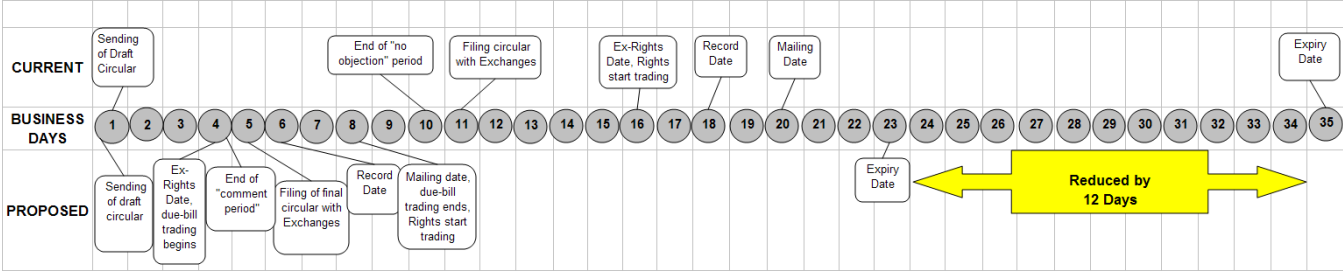 CURRENT
Sending
of Draft
Circular
End of "no
objection" period
Filing circular
with Exchanges
Ex-Rights
Date, Rights
start trading
Record
Date
Mailing
Date
Expiry
Date
BUSINESS
DAYS
1 2 3 4 5 6 7 8 9 10 11 12 13 14 15 16 17 18 19 20 21 22 23 24 25 26 27 28 29 30 31 32 33 34 35
PROPOSED
Sending
of draft
circular
Ex-
Rights
Date,
due-bill
trading
begins
End of
"comment
period"
Filing of final
circular with
Exchanges
Record
Date
Mailing date,
due-bill
trading ends,
Rights start
trading
Expiry
Date
Reduced by
12 Days